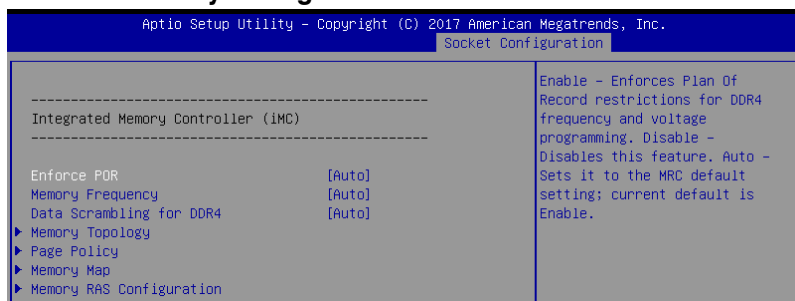 Aptio Setup Utility – Copyright (C) 2017 American Megatrends, Inc.
Socket Configuration
------------------------------------------------
Integrated Memory Controller (iMC)
------------------------------------------------
Enforce POR [Auto]
Memory Frequency [Auto]
Data Scrambling for DDR4 [Auto]
Memory Topology
Page Policy
Memory Map
Memory RAS Configuration
Enable – Enforces Plan Of
Record restrictions for DDR4
frequency and voltage
programming. Disable –
Disables this feature. Auto –
Sets it to the MRC default
setting; current default is
Enable.